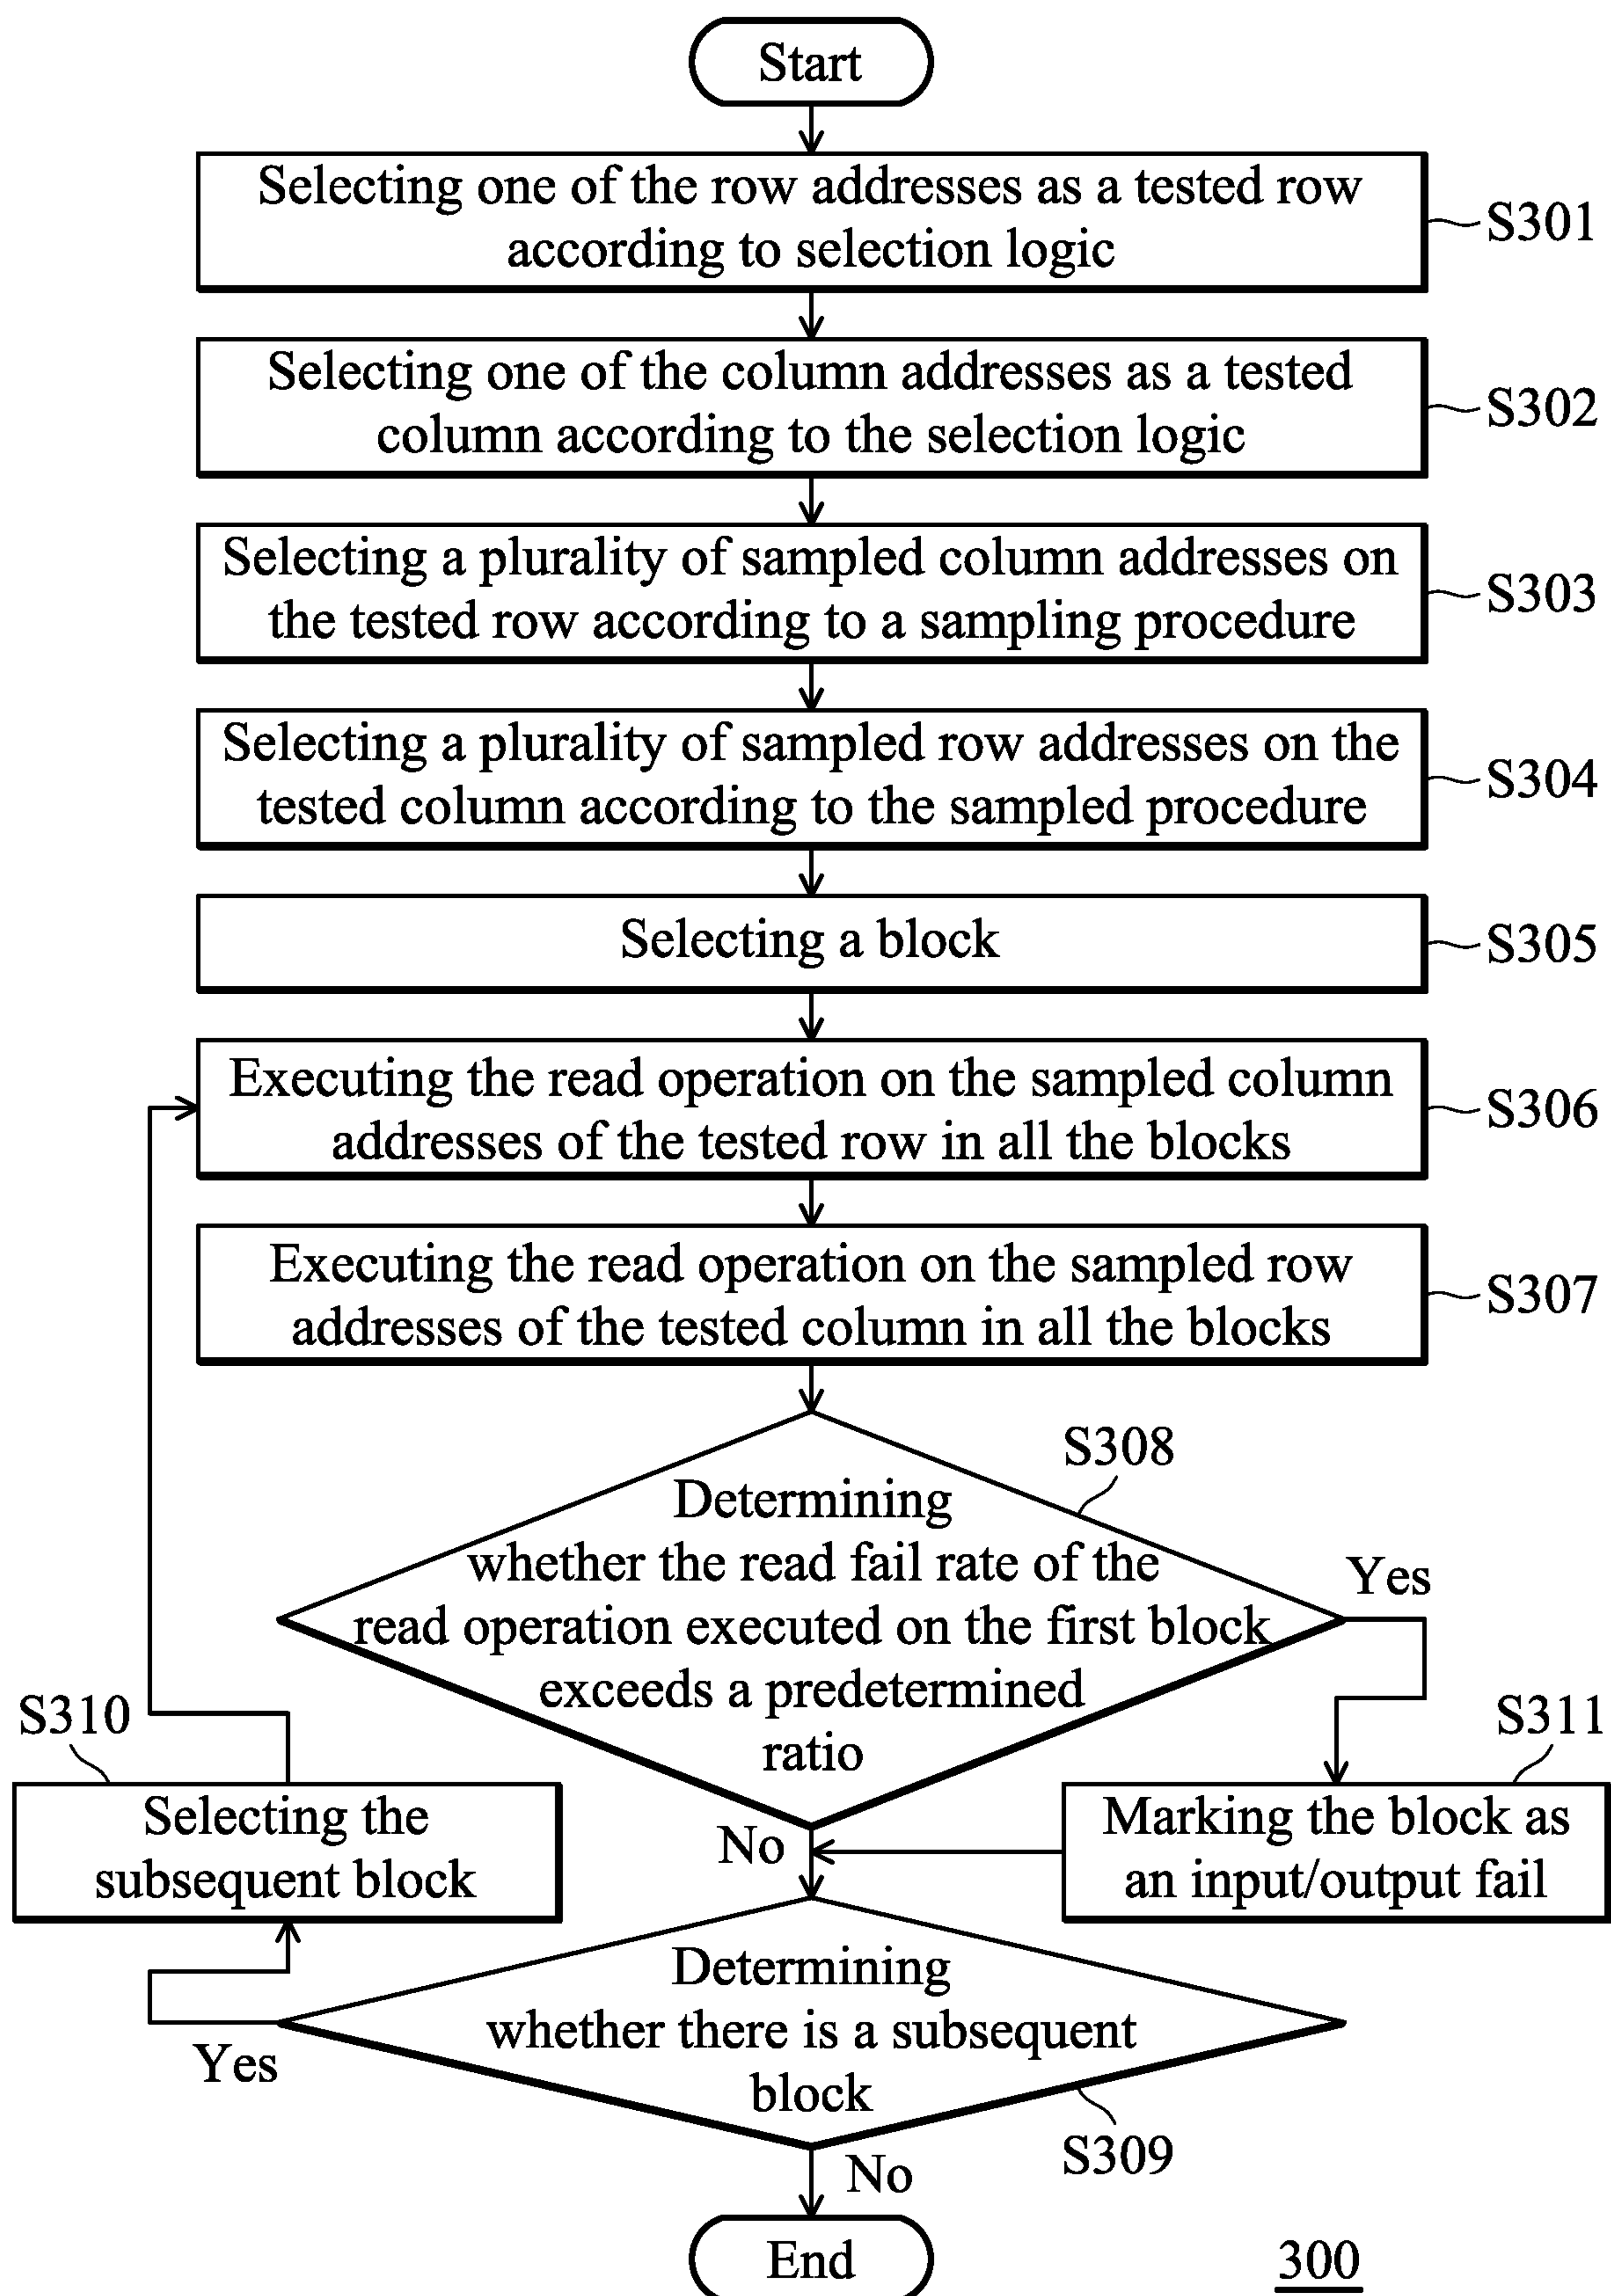 Start
Selecting one of the row addresses as a tested row
according to selection logic
S301
Selecting one of the column addresses as a tested
column according to the selection logic
S302
Selecting a plurality of sampled column addresses on
the tested row according to a sampling procedure
S303
Selecting a plurality of sampled row addresses on the
tested column according to the sampled procedure
S304
Selecting a block
S305
Executing the read operation on the sampled column
addresses of the tested row in all the blocks
S306
Executing the read operation on the sampled row
addresses of the tested column in all the blocks
S307
S308
Determining
whether the read fail rate of the
read operation executed on the first block
exceeds a predetermined
ratio
Yes
S310
S311
Selecting the
subsequent block
No
Marking the block as
an input/output fail
Determining
whether there is a subsequent
block
Yes
S309
No
End
300